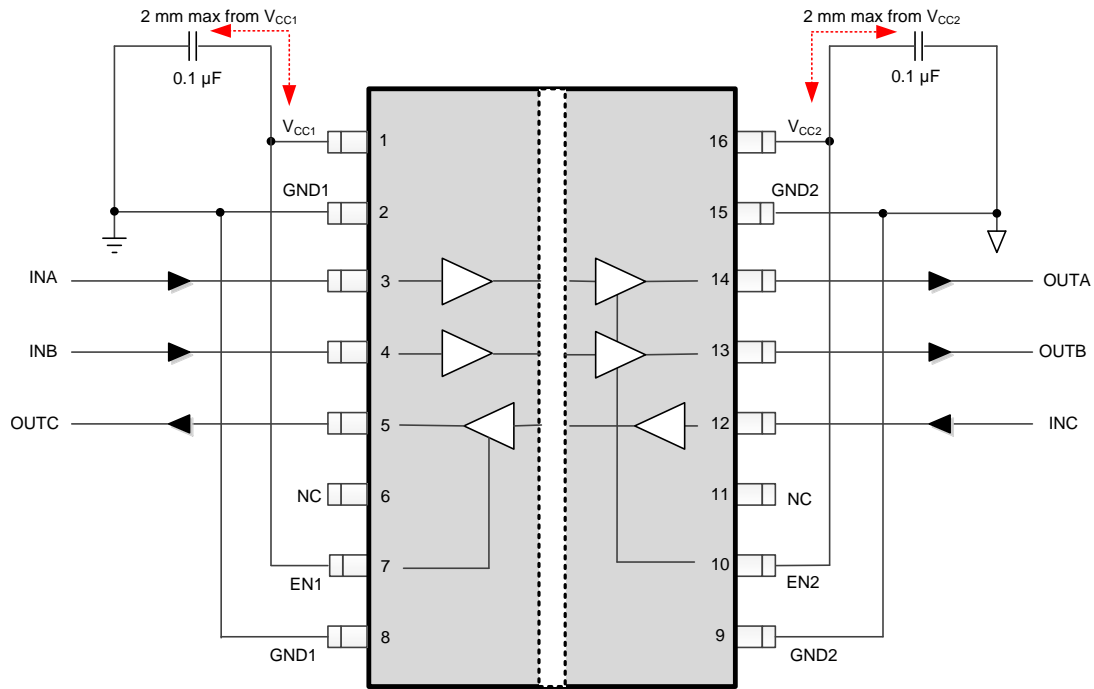 2 mm max from VCC1
2 mm max from VCC2
0.1 µF
0.1 µF
VCC1
1
16
VCC2
GND1
2
15
GND2
INA
3
14
OUTA
INB
4
13
OUTB
OUTC
5
12
INC
NC
6
11
NC
7
10
EN1
EN2
8
9
GND1
GND2